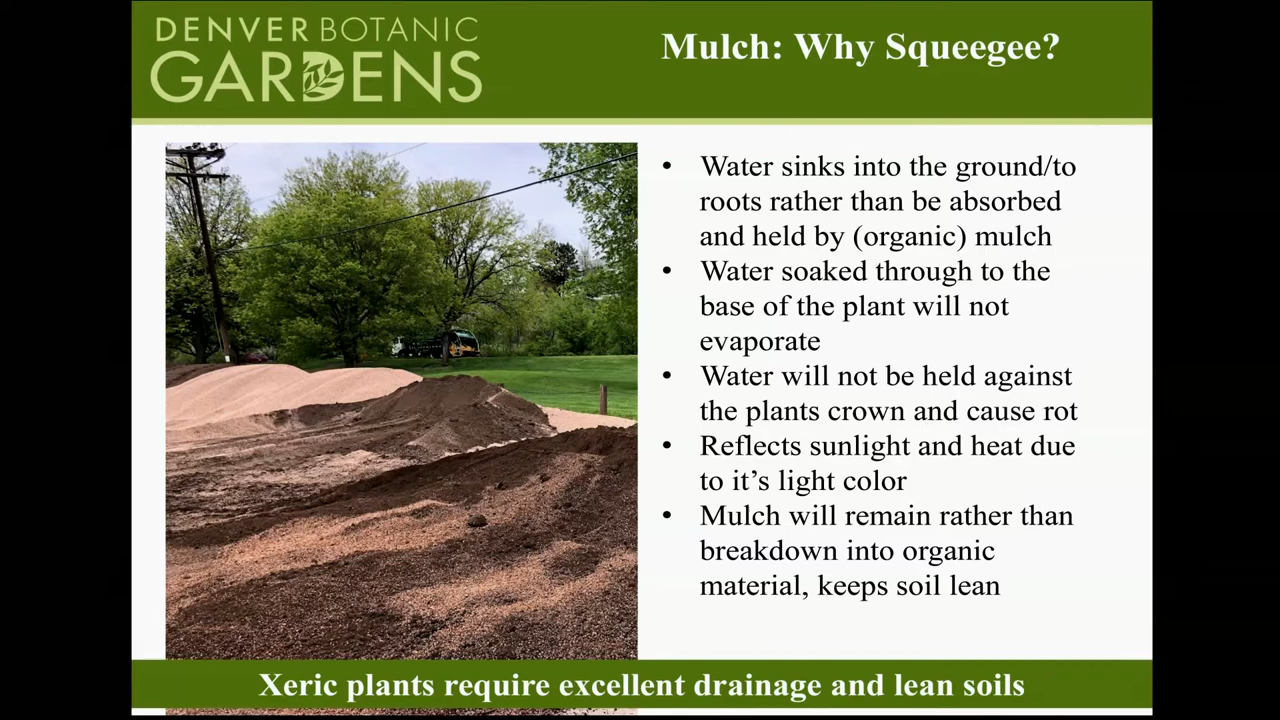 DENVER BOTANIC
GARDENS
Mulch: Why Squeegee?
• Water sinks into the ground/to
roots rather than be absorbed
and held by (organic) mulch
• Water soaked through to the
base of the plant will not
evaporate
• Water will not be held against
the plants crown and cause rot
• Reflects sunlight and heat due
to it’s light color
• Mulch will remain rather than
breakdown into organic
material, keeps soil lean
Xeric plants require excellent drainage and lean soils